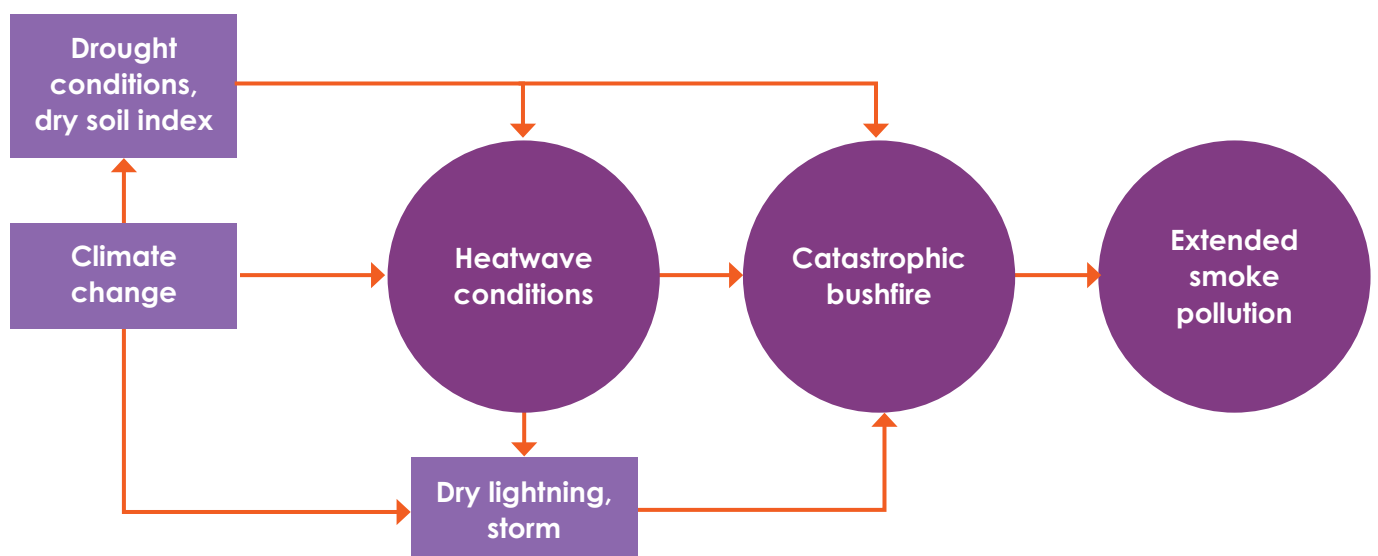 Drought
conditions,
dry soil index
Climate
change
Heatwave
conditions
Catastrophic
bushfire
Extended
smoke
pollution
Dry lightning,
storm